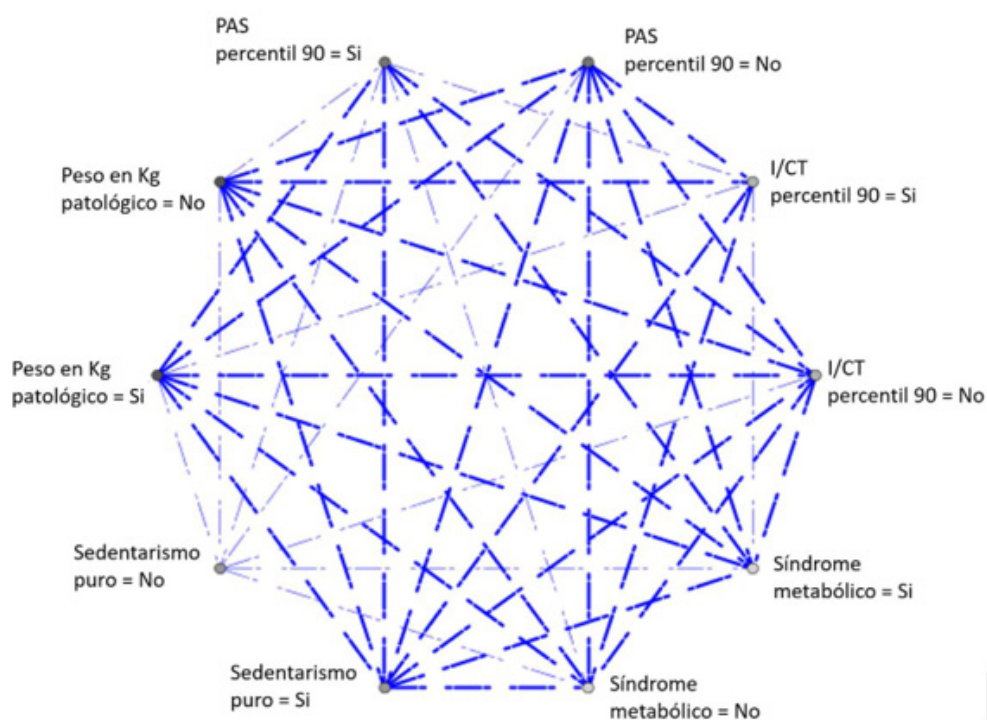 PAS
percentil 90 = Si
PAS
percentil 90 = No
Peso en Kg
patológico = No
I/CT
percentil 90 = Si
Peso en Kg
patológico = Si
I/CT
percentil 90 = No
Sedentarismo
puro = No
Síndrome
metabólico = Si
Sedentarismo
puro = Si
Síndrome
metabólico = No